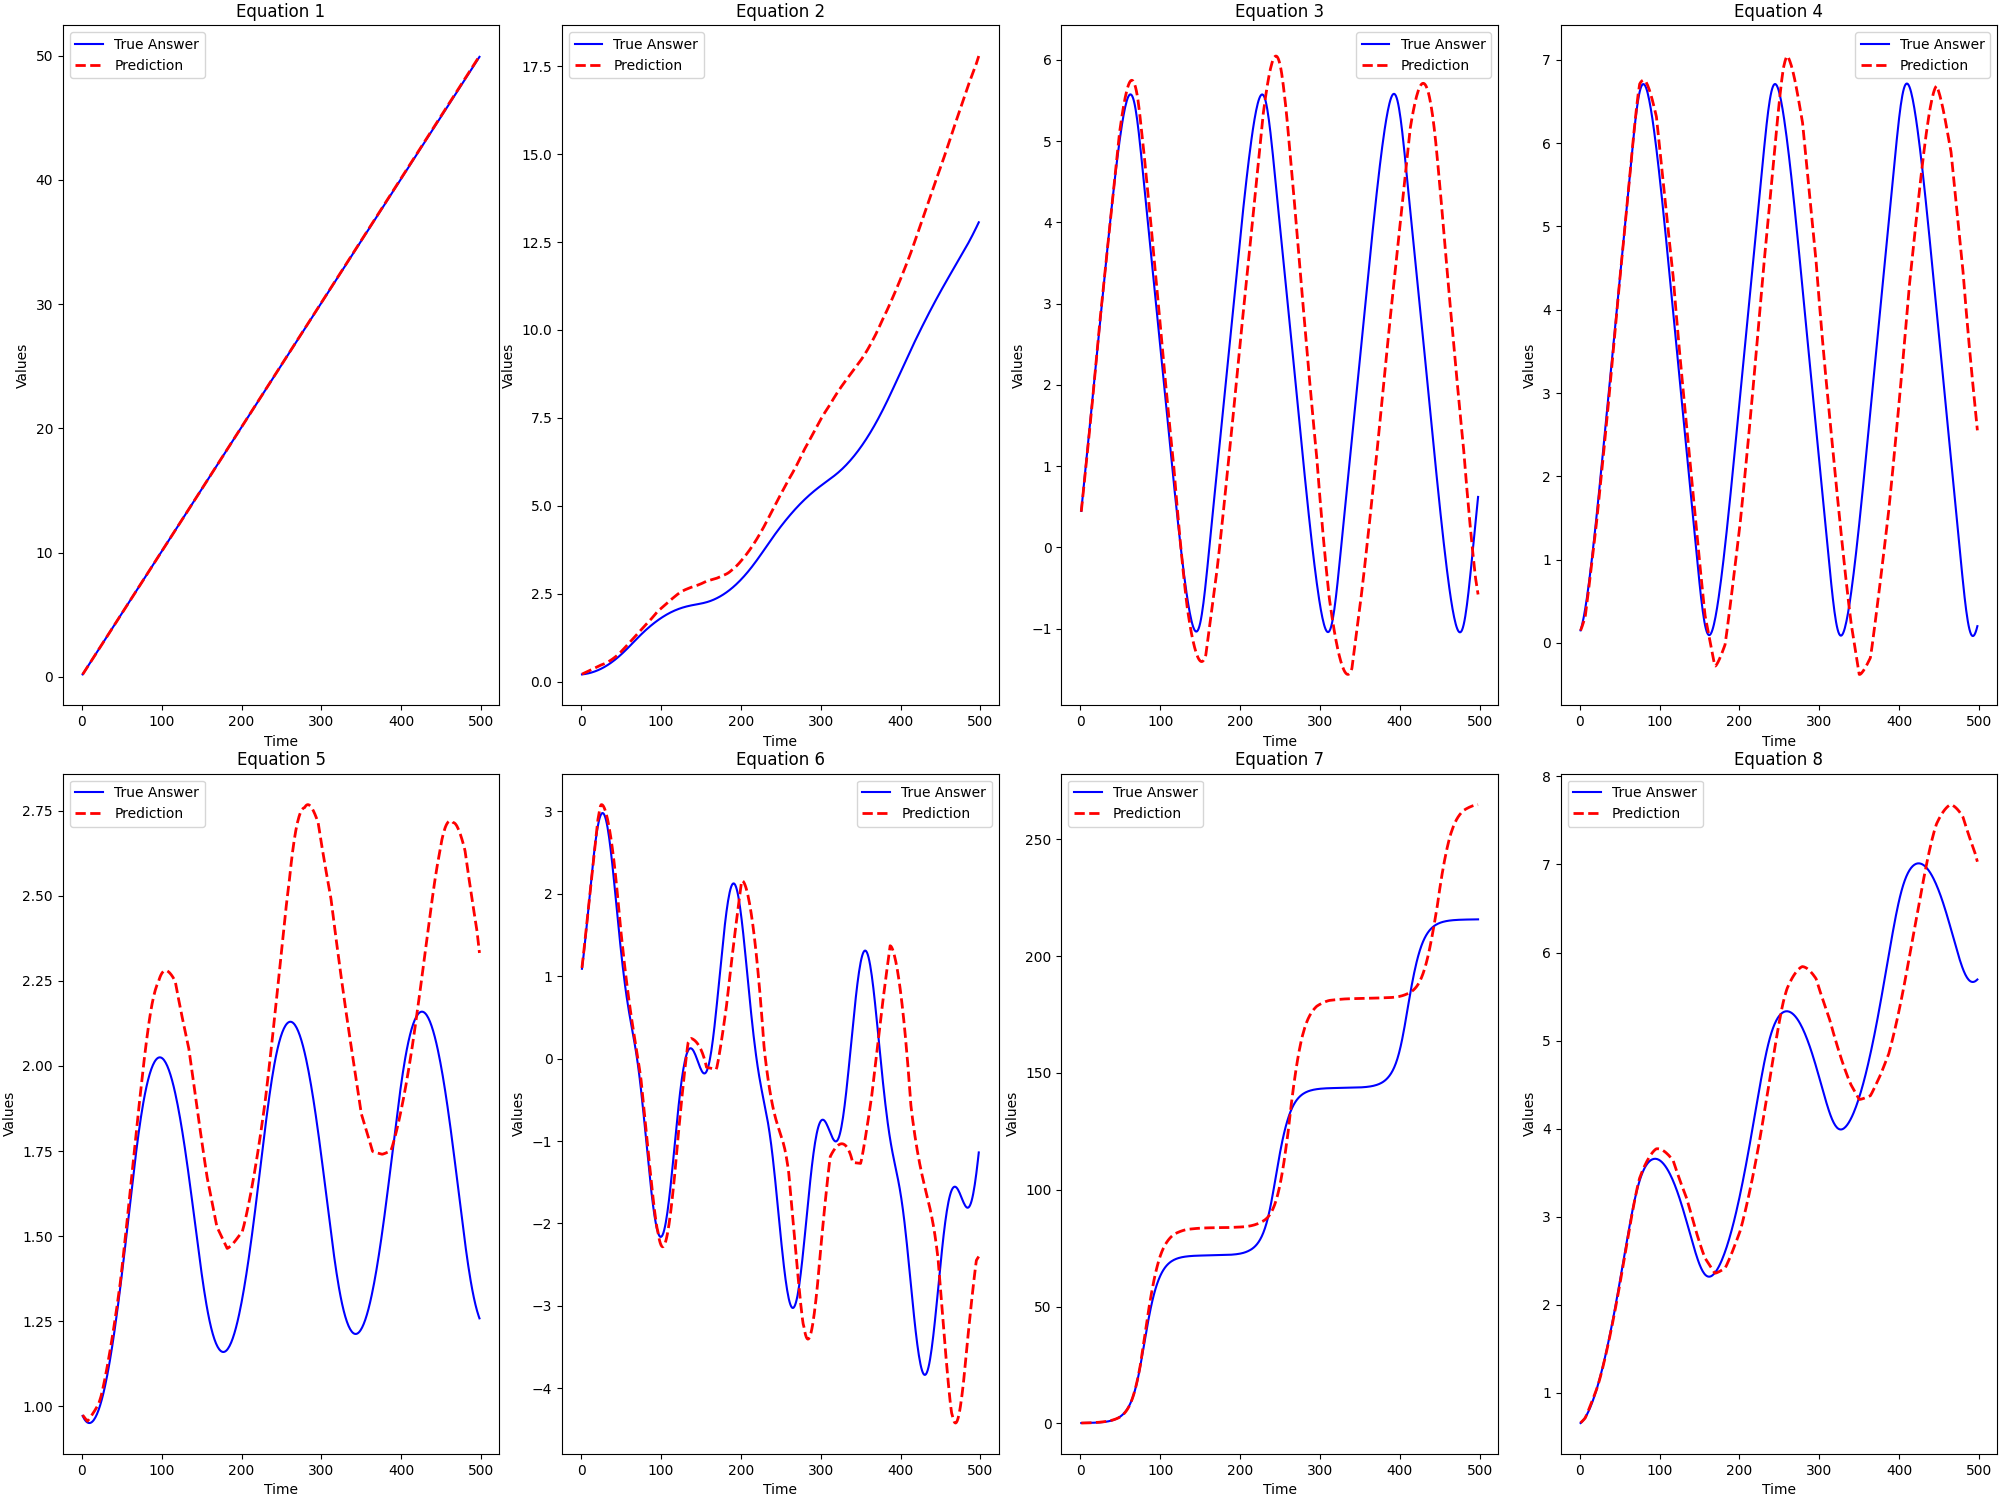 Equation 1
True Answer
Prediction
50
40
30
20
10
0
Values
0 100 200 300 400 500
Time
Equation 2
True Answer
Prediction
17.5
15.0
12.5
10.0
7.5
5.0
2.5
0.0
Values
0 100 200 300 400 500
Time
Equation 3
True Answer
Prediction
6
5
4
3
2
1
0
−1
Values
0 100 200 300 400 500
Time
Equation 4
True Answer
Prediction
7
6
5
4
3
2
1
0
Values
0 100 200 300 400 500
Time
Equation 5
True Answer
Prediction
2.75
2.50
2.25
2.00
1.75
1.50
1.25
1.00
Values
0 100 200 300 400 500
Time
Equation 6
True Answer
Prediction
3
2
1
0
−1
−2
−3
−4
Values
0 100 200 300 400 500
Time
Equation 7
True Answer
Prediction
250
200
150
100
50
0
Values
0 100 200 300 400 500
Time
Equation 8
True Answer
Prediction
8
7
6
5
4
3
2
1
Values
0 100 200 300 400 500
Time